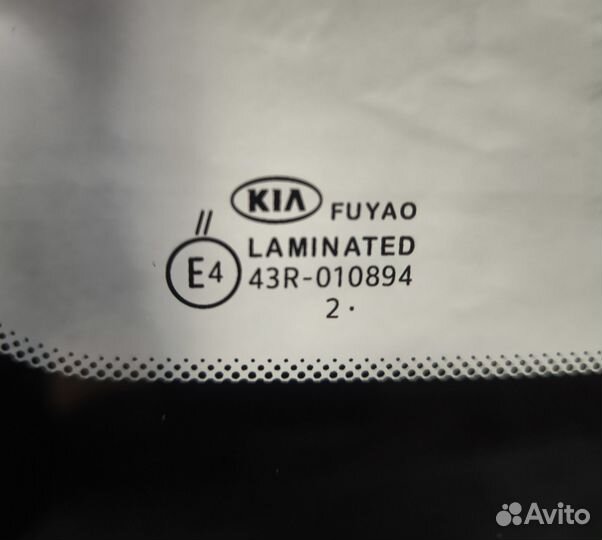 KIA FUYAO
//
LAMINATED
E4 43R-010894
2 ·
Avito